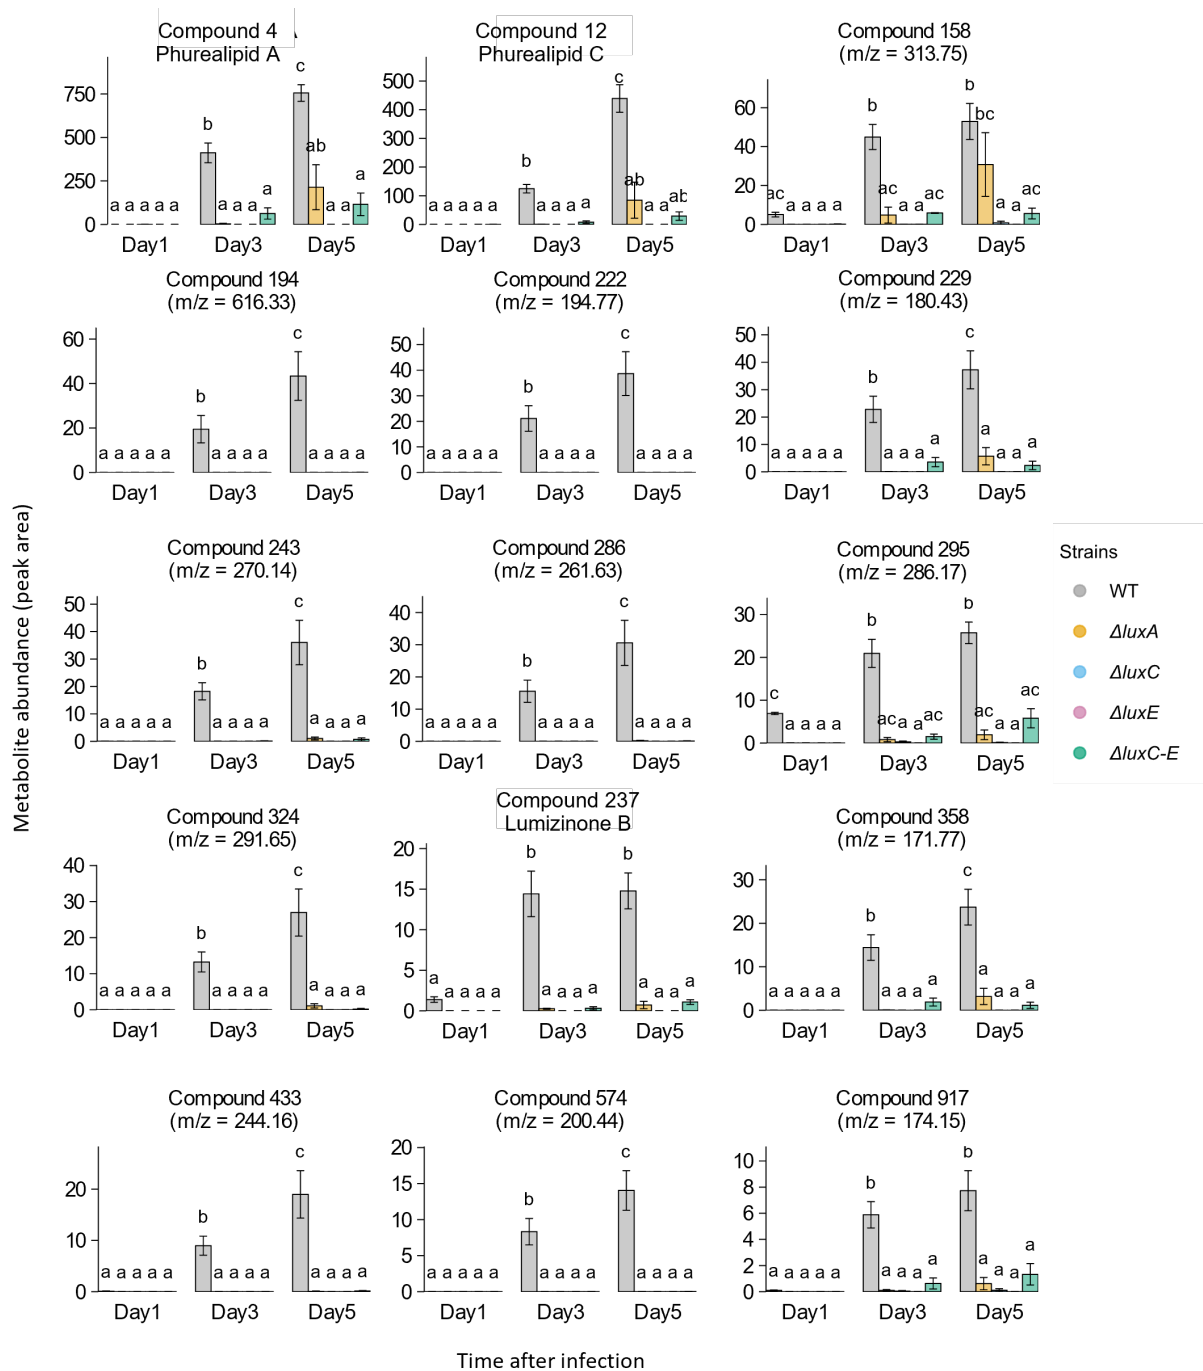 Compound 4
Phurealipid A
750
500
250
0
a a a a a
b
a a a
a
c
ab
a a
a
Day1 Day3 Day5
Compound 12
Phurealipid C
500
400
300
200
100
0
a a a a a
b
a a a
a
c
ab
a a
ab
Day1 Day3 Day5
Compound 158
(m/z = 313.75)
60
40
20
0
ac
a a a a
b
ac
a a
ac
b
bc
a
a
ac
Day1 Day3 Day5
Compound 194
(m/z = 616.33)
60
40
20
0
a a a a a
b
a a a a
c
a a a a
Day1 Day3 Day5
Compound 222
(m/z = 194.77)
50
40
30
20
10
0
a a a a a
b
a a a a
c
a a a a
Day1 Day3 Day5
Compound 229
(m/z = 180.43)
50
40
30
20
10
0
a a a a a
b
a a a
a
c
a
a a
a
Day1 Day3 Day5
Metabolite abundance (peak area)
Compound 243
(m/z = 270.14)
50
40
30
20
10
0
a a a a a
b
a a a a
c
a a a a
Day1 Day3 Day5
Compound 286
(m/z = 261.63)
40
30
20
10
0
a a a a a
b
a a a a
c
a a a a
Day1 Day3 Day5
Compound 295
(m/z = 286.17)
30
20
10
0
c
a a a a
b
ac
a a
ac
b
ac
a a
ac
Day1 Day3 Day5
Strains
WT
ΔluxA
ΔluxC
ΔluxE
ΔluxC-E
Compound 324
(m/z = 291.65)
40
30
20
10
0
a a a a a
b
a a a a
c
a
a a a
Day1 Day3 Day5
Compound 237
Lumizinone B
20
15
10
5
0
a
a a a a
b
a
a a
a
b
a
a a
a
Day1 Day3 Day5
Compound 358
(m/z = 171.77)
30
20
10
0
a a a a a
b
a a a
a
c
a
a a
a
Day1 Day3 Day5
Compound 433
(m/z = 244.16)
20
10
0
a a a a a
b
a a a a
c
a a a a
Day1 Day3 Day5
Compound 574
(m/z = 200.44)
20
15
10
5
0
a a a a a
b
a a a a
c
a a a a
Day1 Day3 Day5
Compound 917
(m/z = 174.15)
10
8
6
4
2
0
a a a a a
b
a a a
a
b
a
a a
a
Day1 Day3 Day5
Time after infection